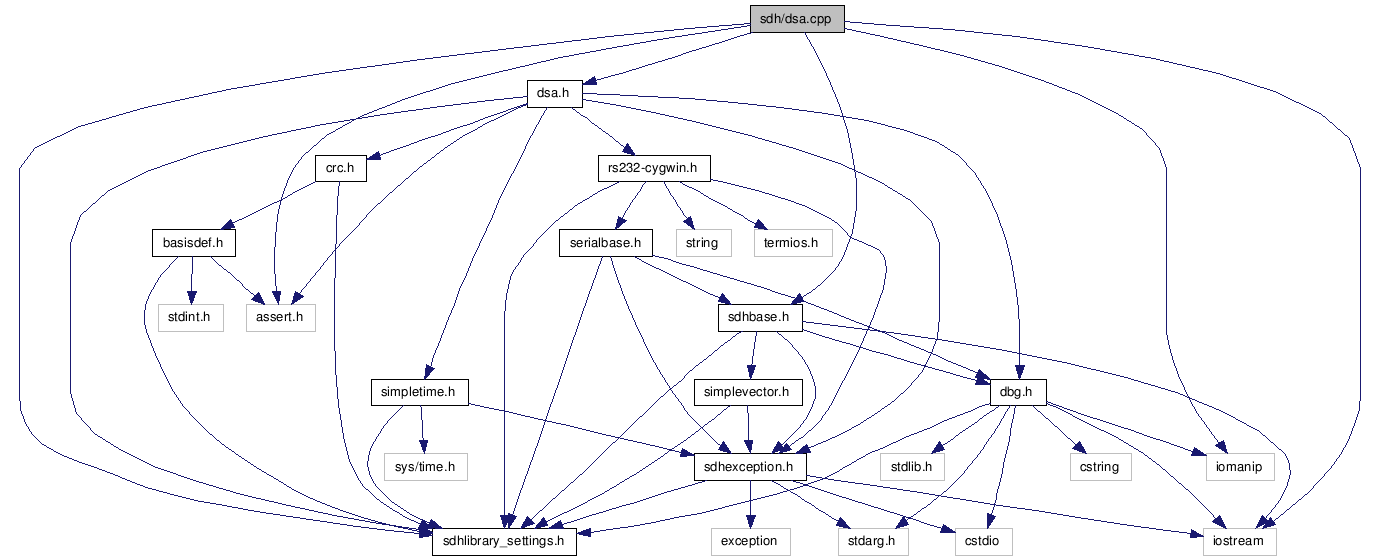 sdh/dsa.cpp
dsa.h
crc.h
rs232-cygwin.h
basisdef.h
serialbase.h
string
termios.h
stdint.h
assert.h
sdhbase.h
simpletime.h
simplevector.h
dbg.h
sys/time.h
sdhexception.h
stdlib.h
cstring
iomanip
sdhlibrary_settings.h
exception
stdarg.h
cstdio
iostream